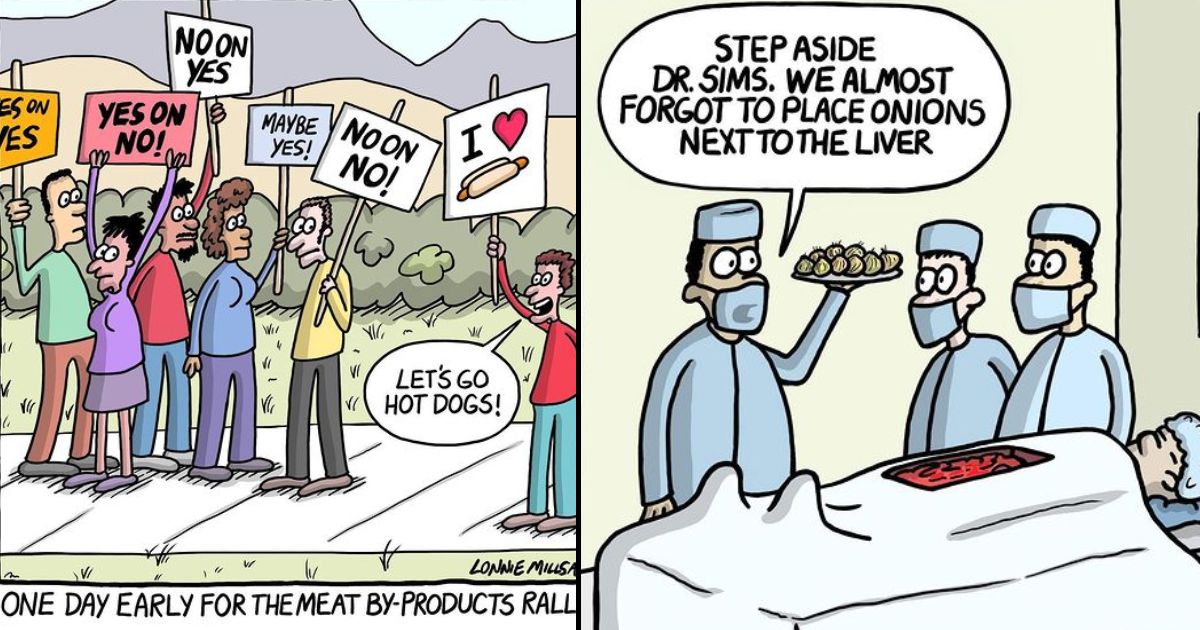 ES ON
YES
YES ON
NO!
NO ON
YES
MAYBE
YES!
NO ON
NO!
I
LET'S GO
HOT DOGS!
LONNIE MILLSA
ONE DAY EARLY FOR THE MEAT BY-PRODUCTS RALL
STEP ASIDE
DR. SIMS. WE ALMOST
FORGOT TO PLACE ONIONS
NEXT TO THE LIVER